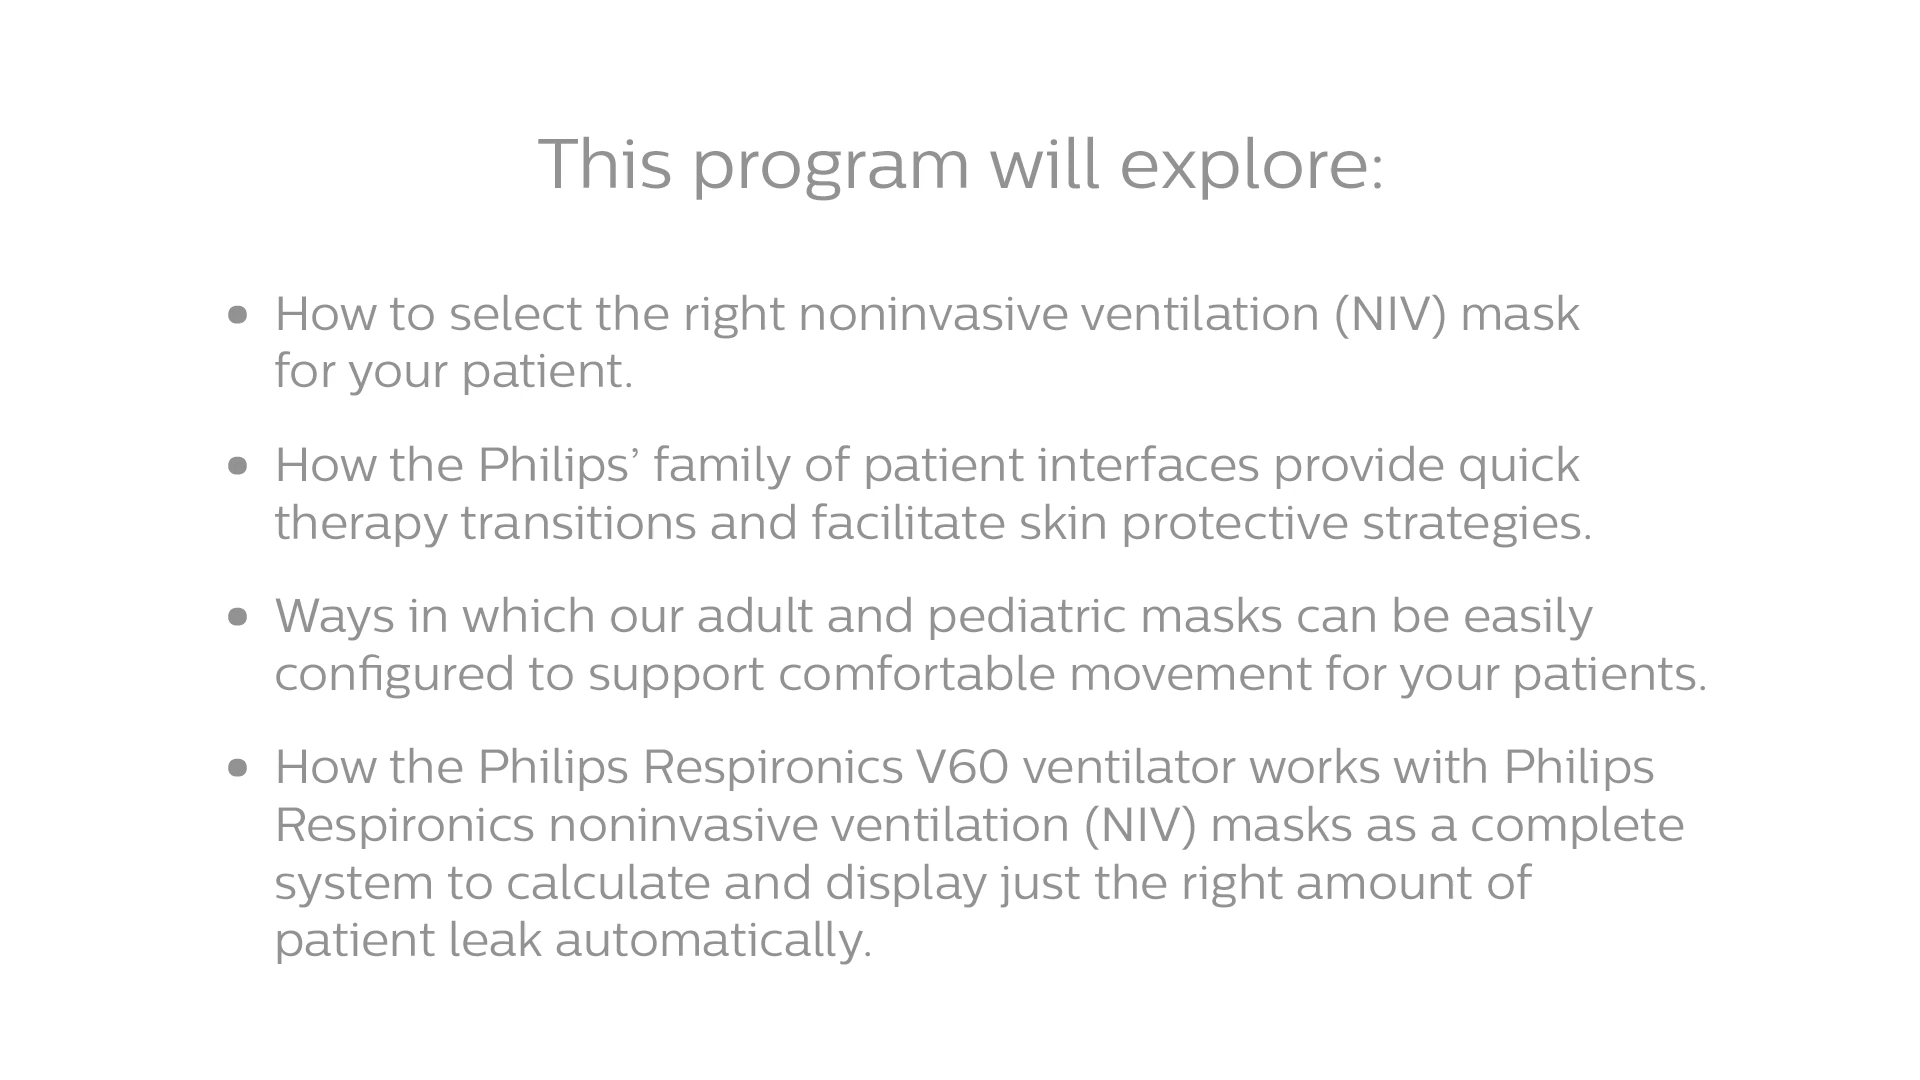 This program will explore:
• How to select the right noninvasive ventilation (NIV) mask
for your patient.
• How the Philips’ family of patient interfaces provide quick
therapy transitions and facilitate skin protective strategies.
• Ways in which our adult and pediatric masks can be easily
configured to support comfortable movement for your patients.
• How the Philips Respironics V60 ventilator works with Philips
Respironics noninvasive ventilation (NIV) masks as a complete
system to calculate and display just the right amount of
patient leak automatically.